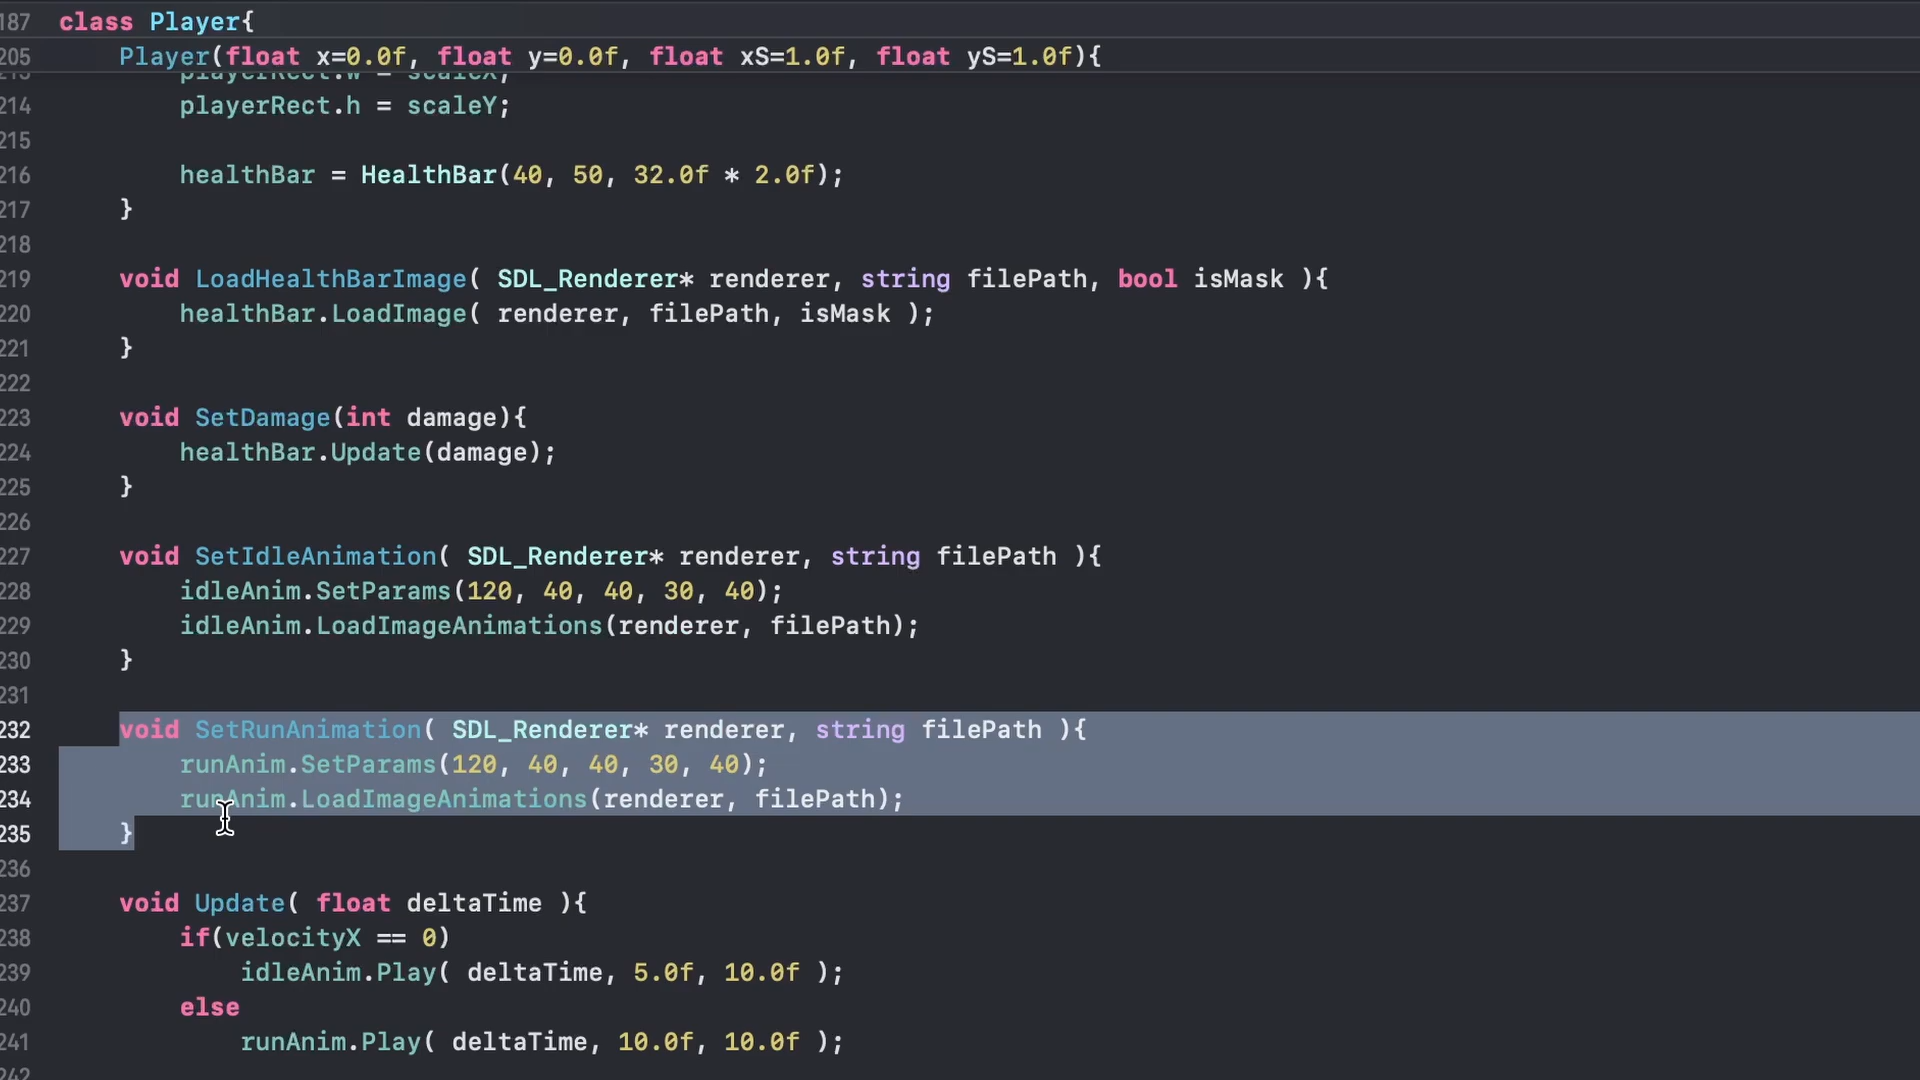 187 class Player{
205 Player(float x=0.0f, float y=0.0f, float xS=1.0f, float yS=1.0f){
213 playerRect.w = scaleX;
214 playerRect.h = scaleY;
215
216 healthBar = HealthBar(40, 50, 32.0f * 2.0f);
217 }
218
219 void LoadHealthBarImage( SDL_Renderer* renderer, string filePath, bool isMask ){
220 healthBar.LoadImage( renderer, filePath, isMask );
221 }
222
223 void SetDamage(int damage){
224 healthBar.Update(damage);
225 }
226
227 void SetIdleAnimation( SDL_Renderer* renderer, string filePath ){
228 idleAnim.SetParams(120, 40, 40, 30, 40);
229 idleAnim.LoadImageAnimations(renderer, filePath);
230 }
231
232 void SetRunAnimation( SDL_Renderer* renderer, string filePath ){
233 runAnim.SetParams(120, 40, 40, 30, 40);
234 runAnim.LoadImageAnimations(renderer, filePath);
235 }
236
237 void Update( float deltaTime ){
238 if(velocityX == 0)
239 idleAnim.Play( deltaTime, 5.0f, 10.0f );
240 else
241 runAnim.Play( deltaTime, 10.0f, 10.0f );
242